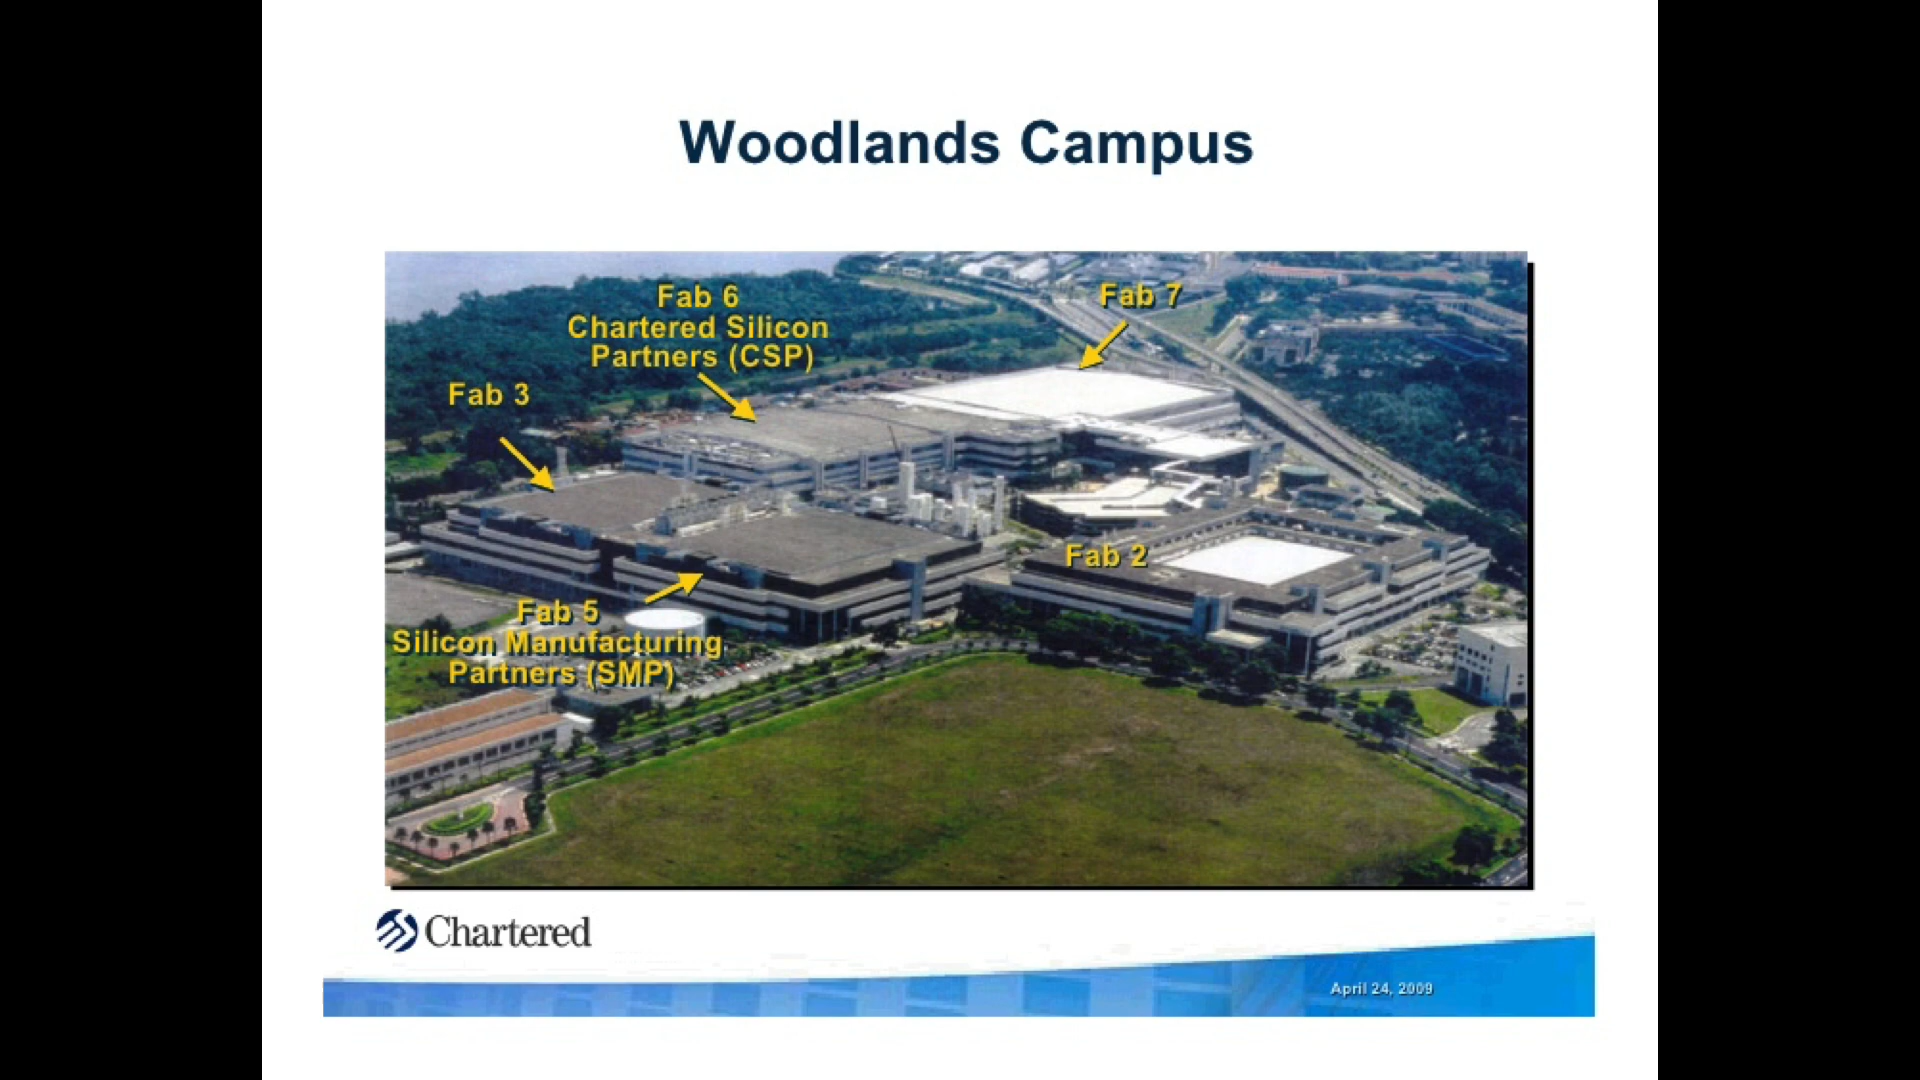 Woodlands Campus
Fab 6
Chartered Silicon
Partners (CSP)
Fab 7
Fab 3
Fab 2
Fab 5
Silicon Manufacturing
Partners (SMP)
Chartered
April 24, 2009